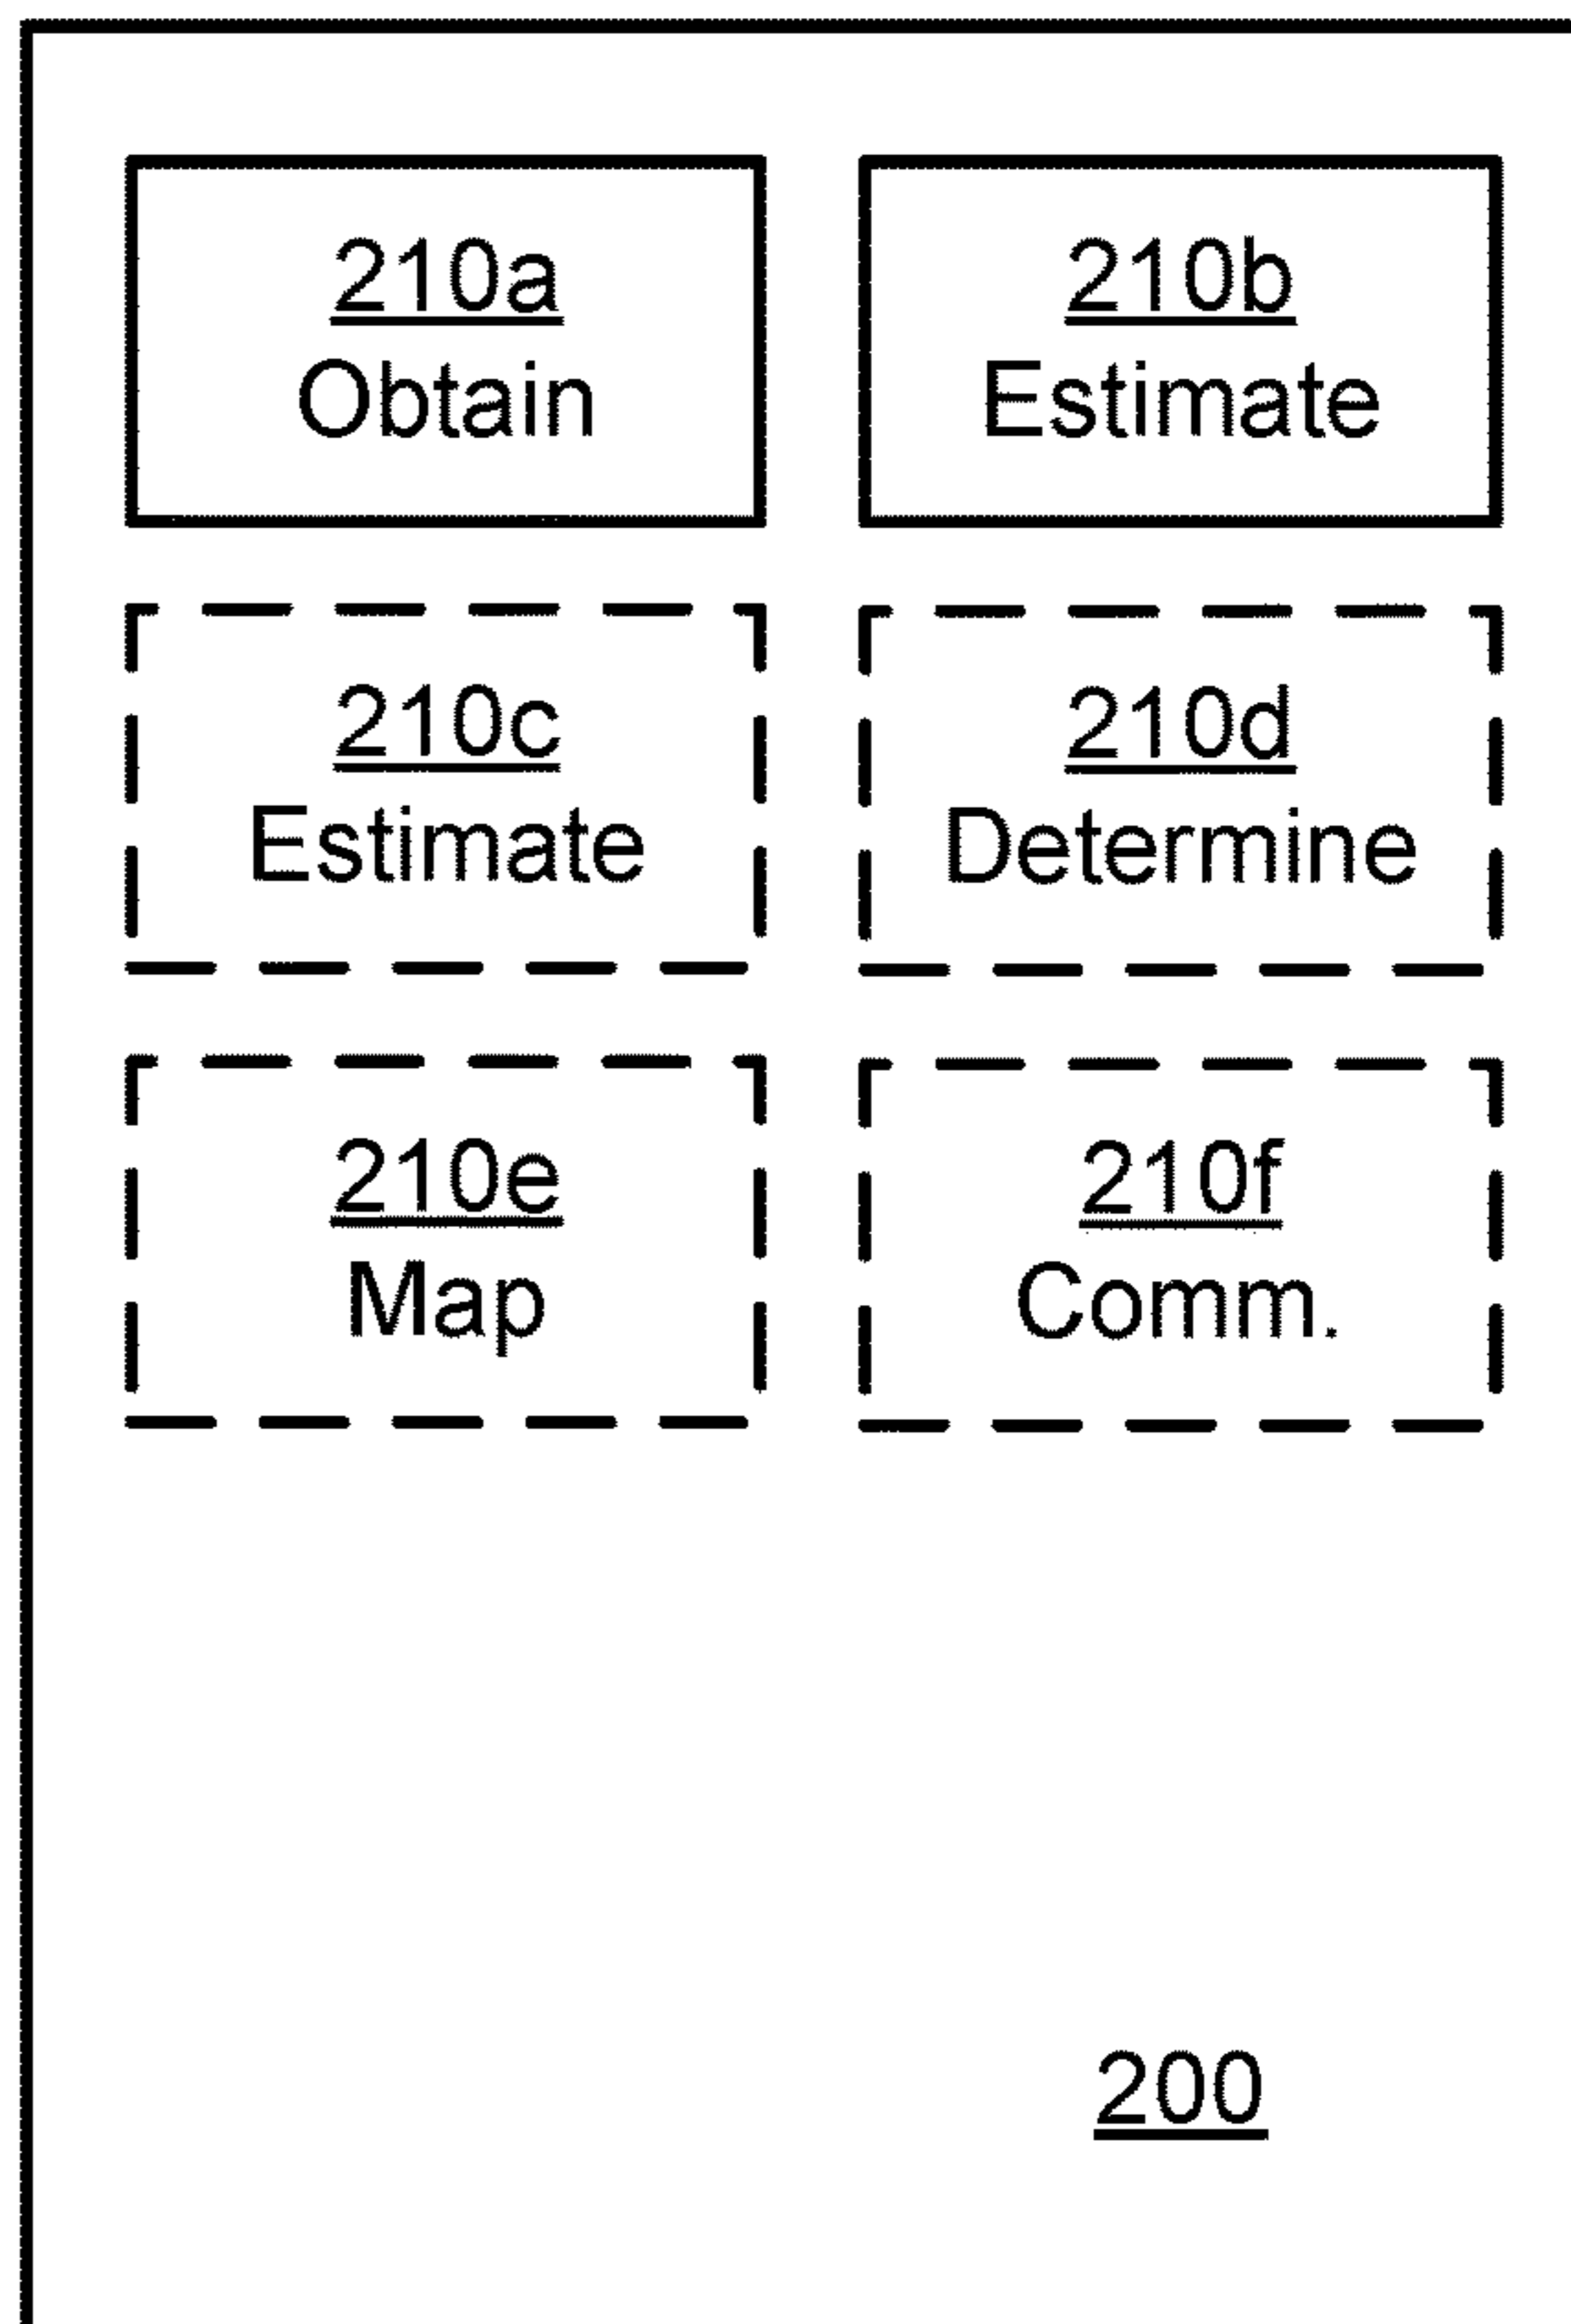 210a
Obtain
210b
Estimate
210c
Estimate
210d
Determine
210e
Map
210f
Comm.
200